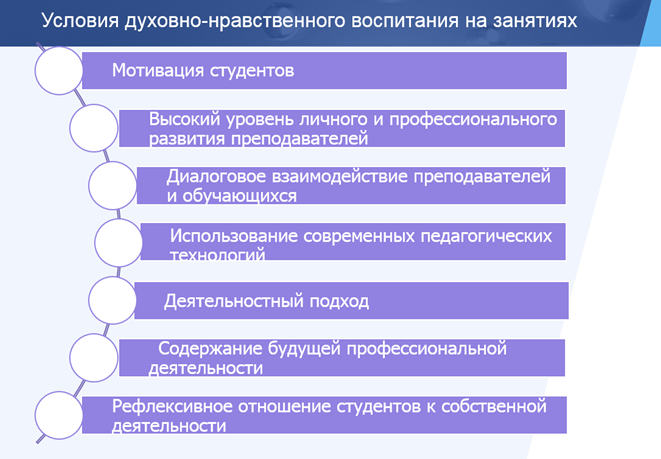 Условия духовно-нравственного воспитания на занятиях
Мотивация студентов
Высокий уровень личного и профессионального
развития преподавателей
Диалоговое взаимодействие преподавателей
и обучающихся
Использование современных педагогических
технологий
Деятельностный подход
Содержание будущей профессиональной
деятельности
Рефлексивное отношение студентов к собственной
деятельности